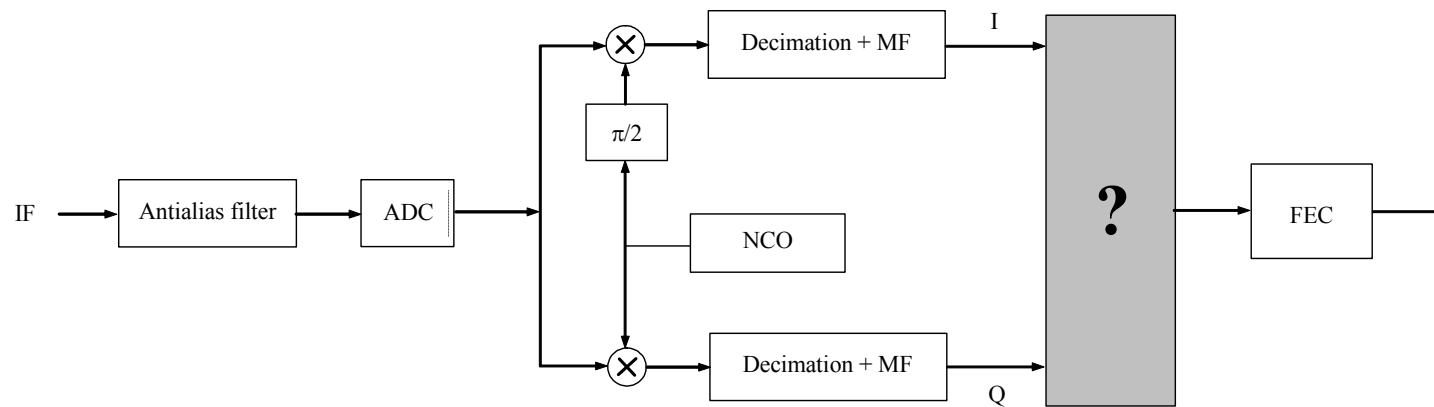 I
Decimation + MF
π/2
IF
Antialias filter
ADC
?
FEC
NCO
Decimation + MF
Q